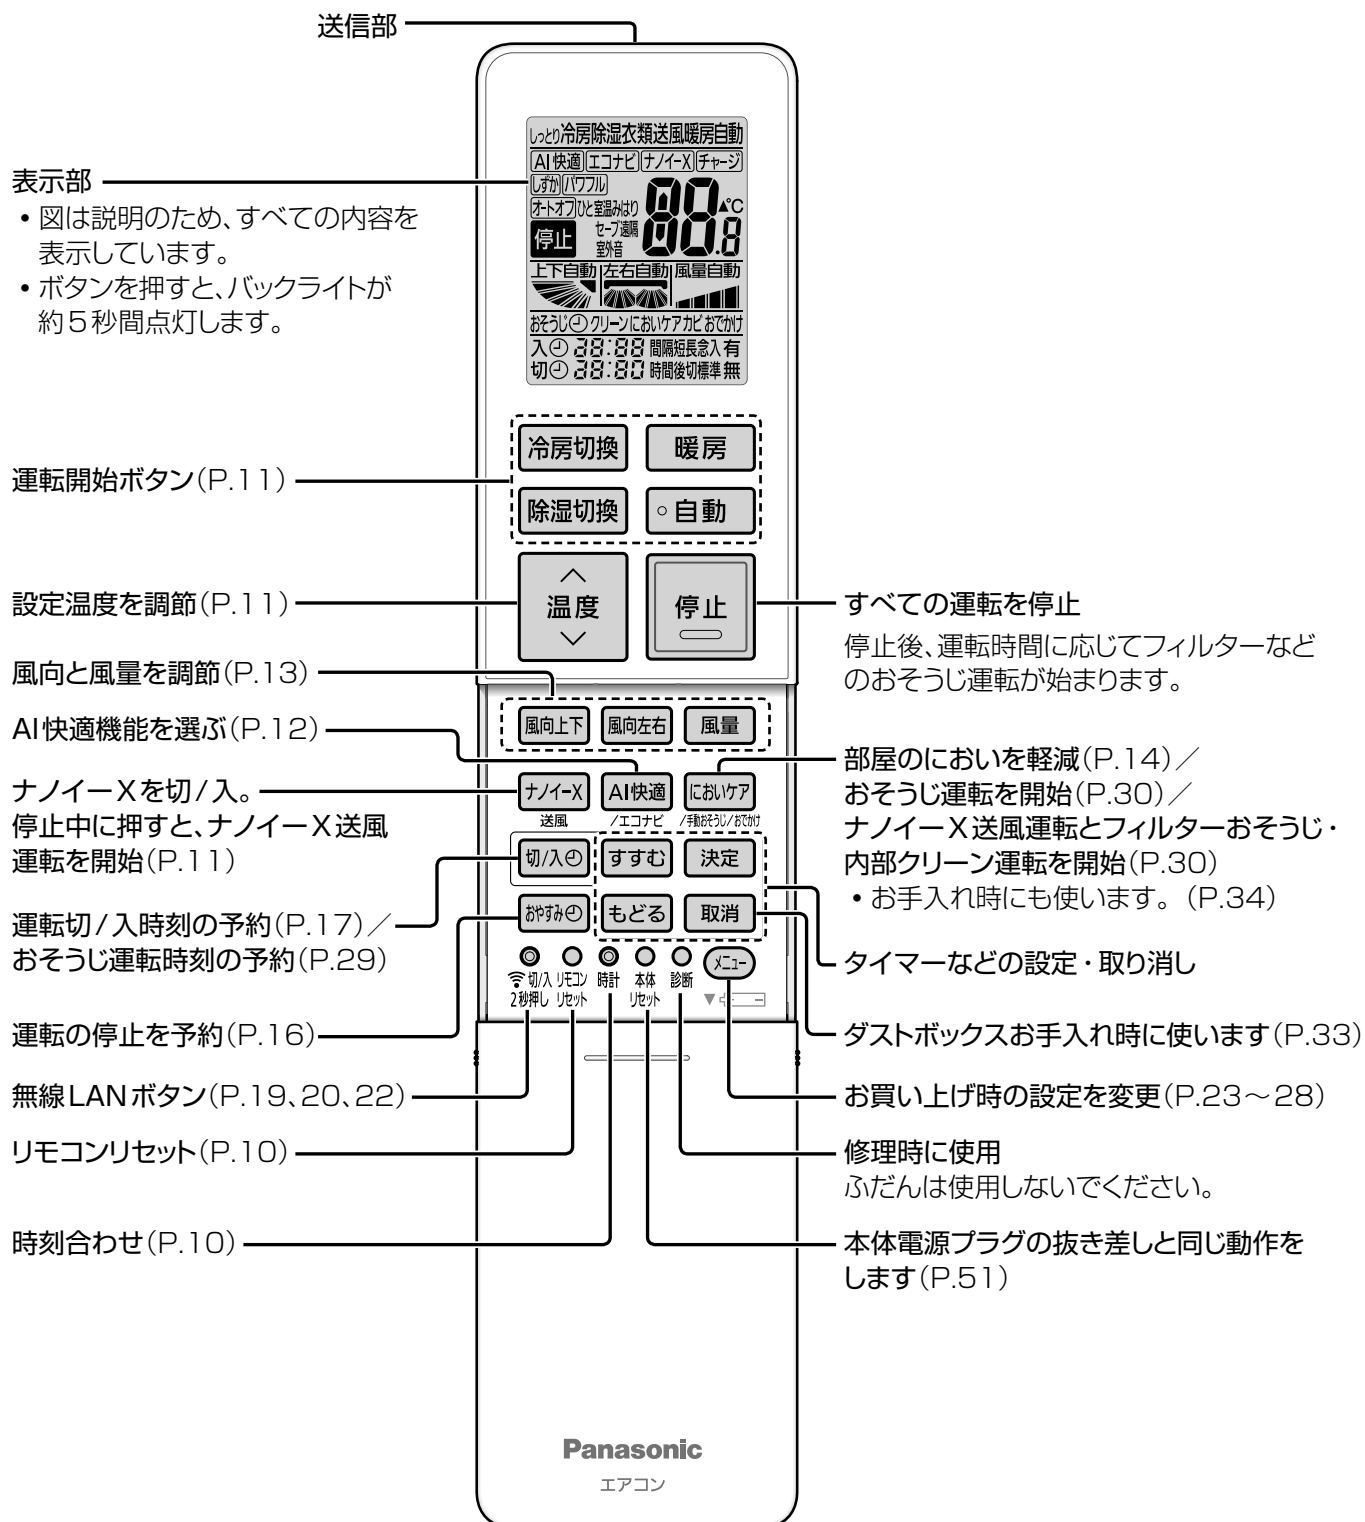 送信部
表示部
• 図は説明のため、すべての内容を
表示しています。
• ボタンを押すと、バックライトが
約5秒間点灯します。
しっとり冷房除湿衣類送風暖房自動
AI快適 エコナビ ナノイーX チャージ
しずか パワフル
オートオフ ひと室温みはり 88.8 ▲℃
停止 セーブ遠隔
室外音
上下自動 左右自動 風量自動
おそうじ クリーン においケア カビ おでかけ
入 28:88 間隔短長念入有
切 28:80 時間後切標準無
運転開始ボタン(P.11)
冷房切換 暖房
除湿切換 自動
設定温度を調節(P.11)
温度
停止
すべての運転を停止
停止後、運転時間に応じてフィルターなど
のおそうじ運転が始まります。
風向と風量を調節(P.13)
風向上下 風向左右 風量
AI快適機能を選ぶ(P.12)
ナノイーXを切/入。
停止中に押すと、ナノイーX送風
運転を開始(P.11)
ナノイーX AI快適 においケア
送風 /エコナビ /手動おそうじ/おでかけ
部屋のにおいを軽減(P.14)/
おそうじ運転を開始(P.30)/
ナノイーX送風運転とフィルターおそうじ・
内部クリーン運転を開始(P.30)
• お手入れ時にも使います。(P.34)
切/入 すすむ 決定
おやすみ もどる 取消
運転切/入時刻の予約(P.17)/
おそうじ運転時刻の予約(P.29)
タイマーなどの設定・取り消し
切/入 リモコン 時計 本体 診断 メニュー
2秒押し リセット リセット ▼ + −
運転の停止を予約(P.16)
ダストボックスお手入れ時に使います(P.33)
無線LANボタン(P.19、20、22)
お買い上げ時の設定を変更(P.23〜28)
リモコンリセット(P.10)
修理時に使用
ふだんは使用しないでください。
時刻合わせ(P.10)
本体電源プラグの抜き差しと同じ動作を
します(P.51)
Panasonic
エアコン